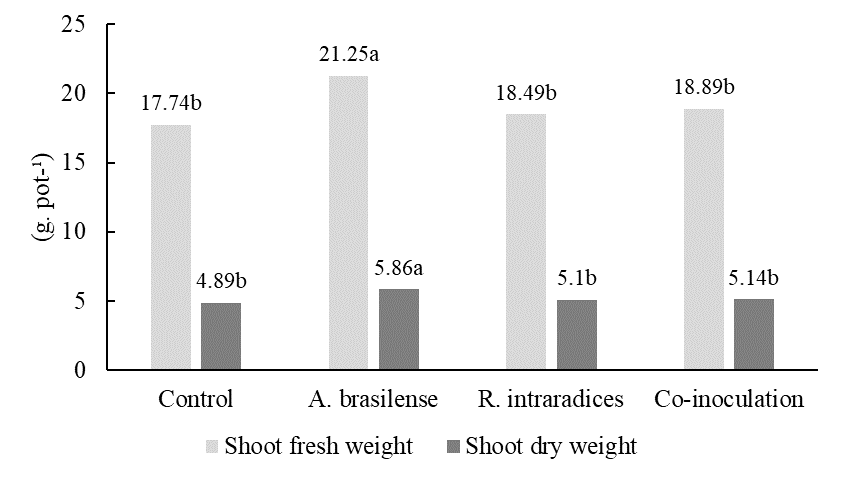 25
20
15
10
5
0
(g. pot-¹)
17.74b
4.89b
21.25a
5.86a
18.49b
5.1b
18.89b
5.14b
Control
A. brasilense
R. intraradices
Co-inoculation
Shoot fresh weight
Shoot dry weight